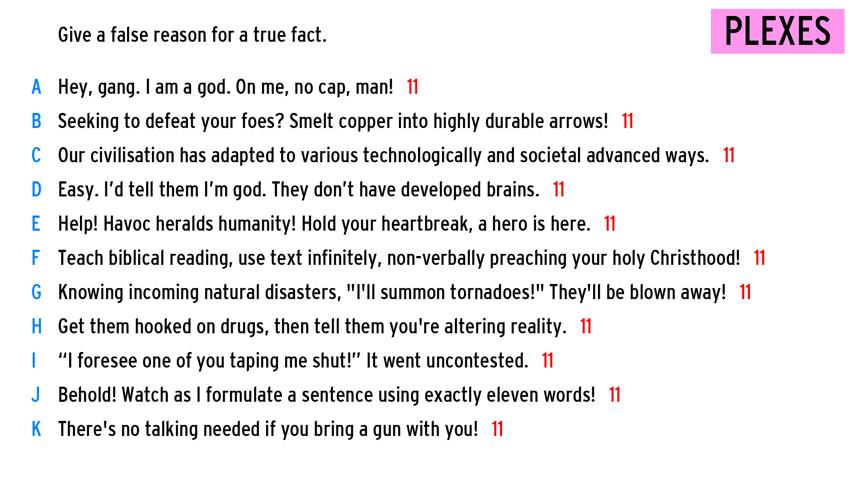 Give a false reason for a true fact.
PLEXES
A Hey, gang. I am a god. On me, no cap, man! 11
B Seeking to defeat your foes? Smelt copper into highly durable arrows! 11
C Our civilisation has adapted to various technologically and societal advanced ways. 11
D Easy. I’d tell them I’m god. They don’t have developed brains. 11
E Help! Havoc heralds humanity! Hold your heartbreak, a hero is here. 11
F Teach biblical reading, use text infinitely, non-verbally preaching your holy Christhood! 11
G Knowing incoming natural disasters, "I'll summon tornadoes!" They'll be blown away! 11
H Get them hooked on drugs, then tell them you're altering reality. 11
I “I foresee one of you taping me shut!” It went uncontested. 11
J Behold! Watch as I formulate a sentence using exactly eleven words! 11
K There's no talking needed if you bring a gun with you! 11